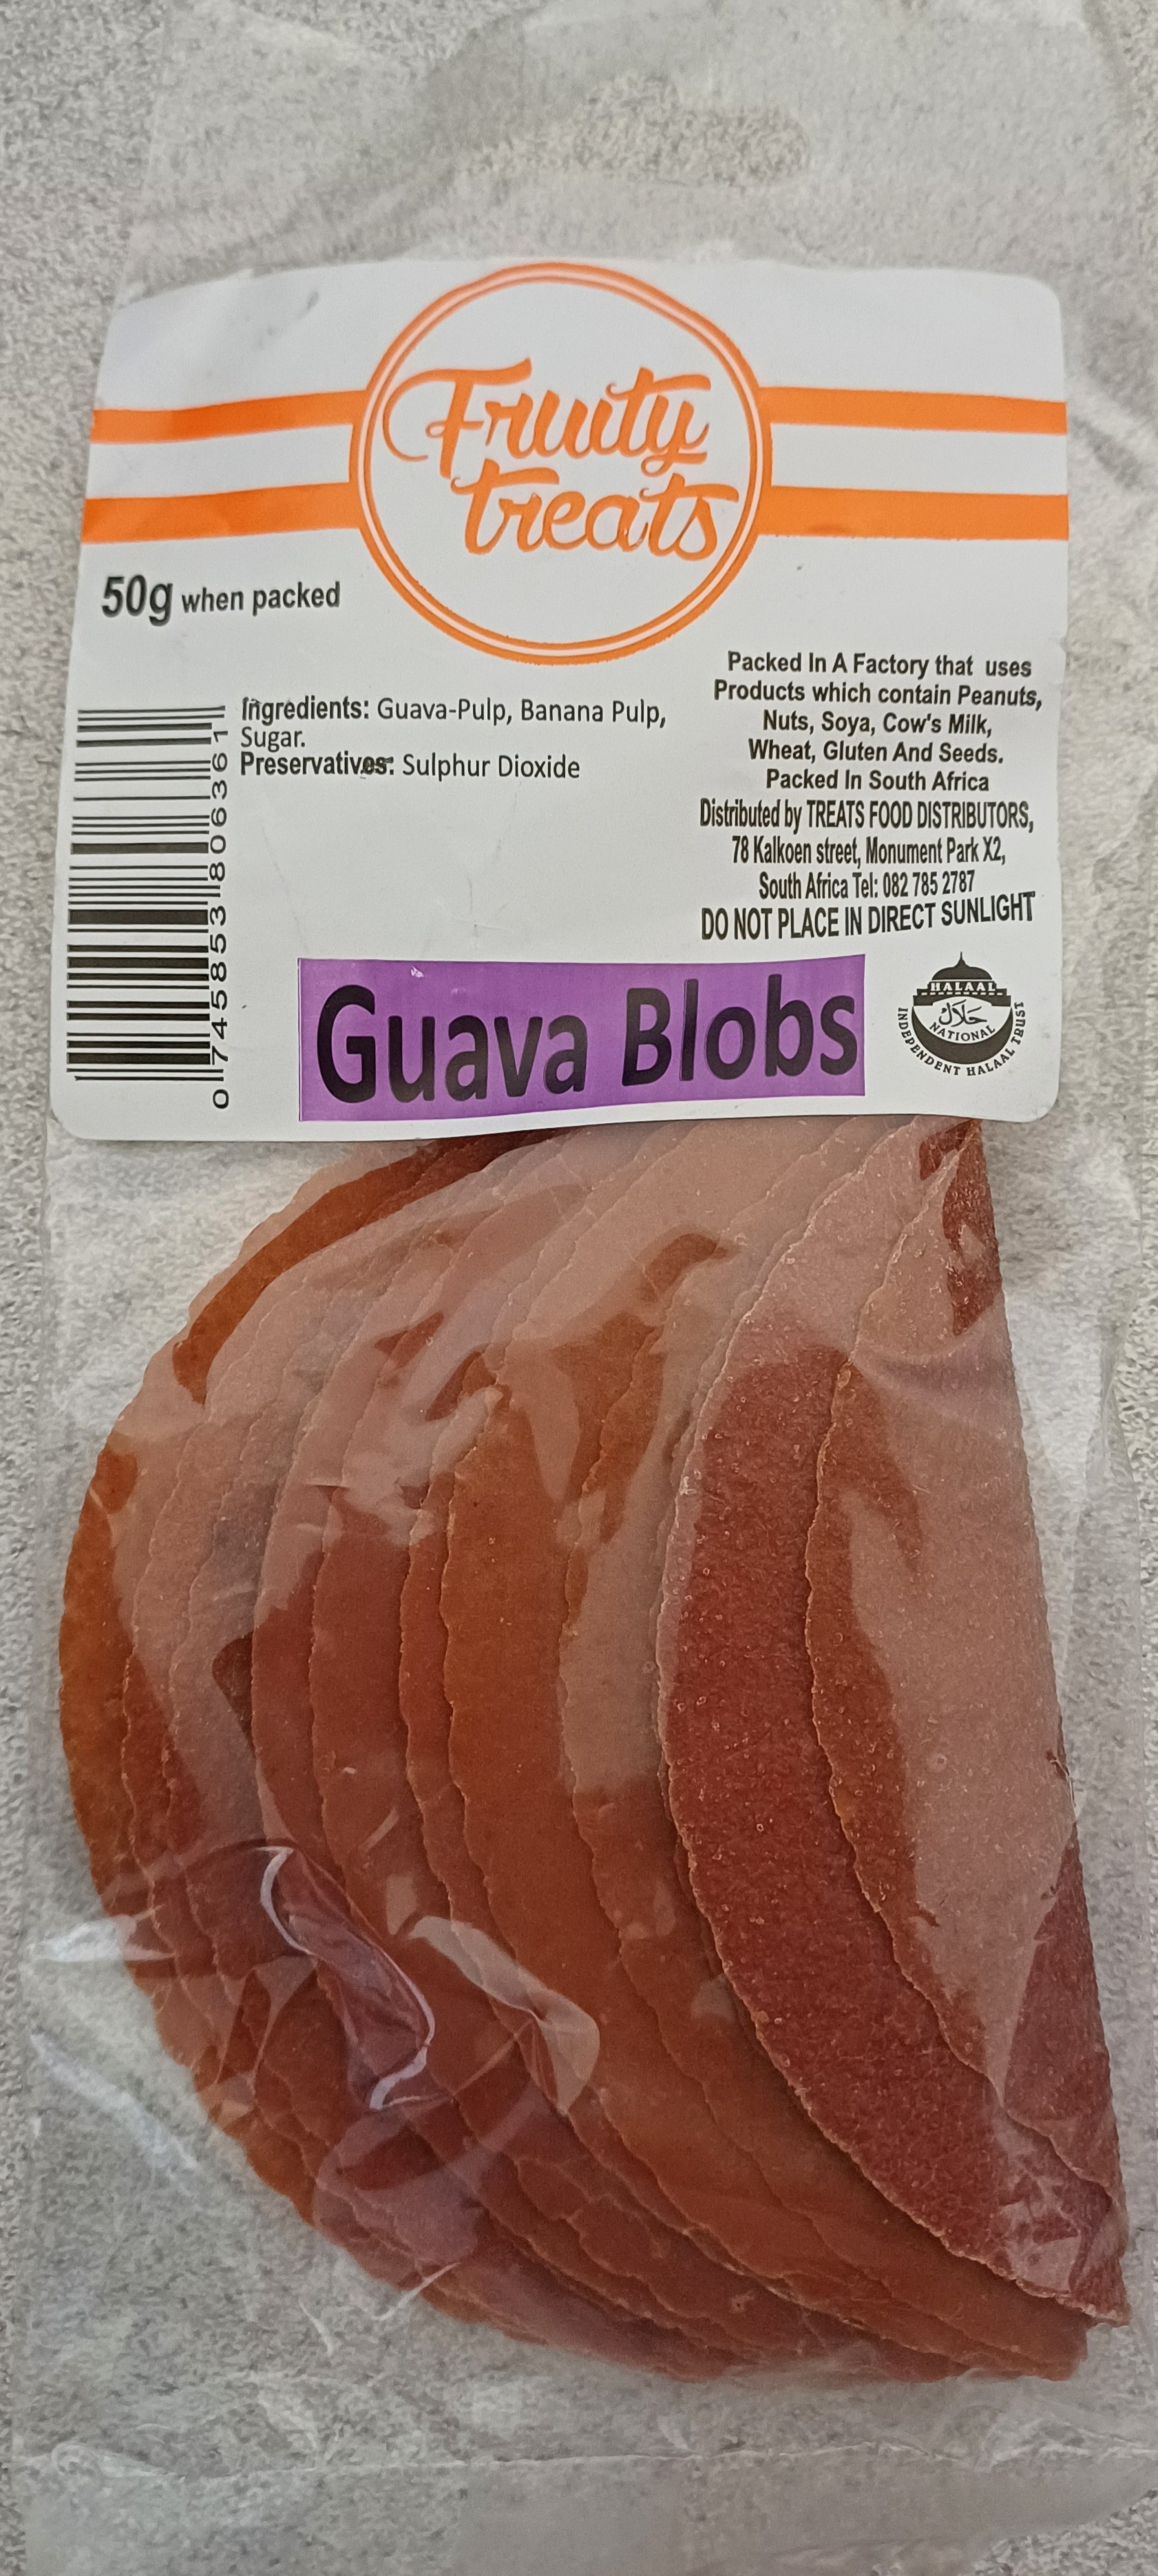 Fruity
treats
50g when packed
Ingredients: Guava-Pulp, Banana Pulp,
Sugar.
Preservatives: Sulphur Dioxide
Packed In A Factory that uses
Products which contain Peanuts,
Nuts, Soya, Cow's Milk,
Wheat, Gluten And Seeds.
Packed In South Africa
Distributed by TREATS FOOD DISTRIBUTORS,
78 Kalkoen street, Monument Park X2,
South Africa Tel: 082 785 2787
DO NOT PLACE IN DIRECT SUNLIGHT
0 745853 806361
Guava Blobs
HALAAL
حلال
NATIONAL
INDEPENDENT HALAAL TRUST